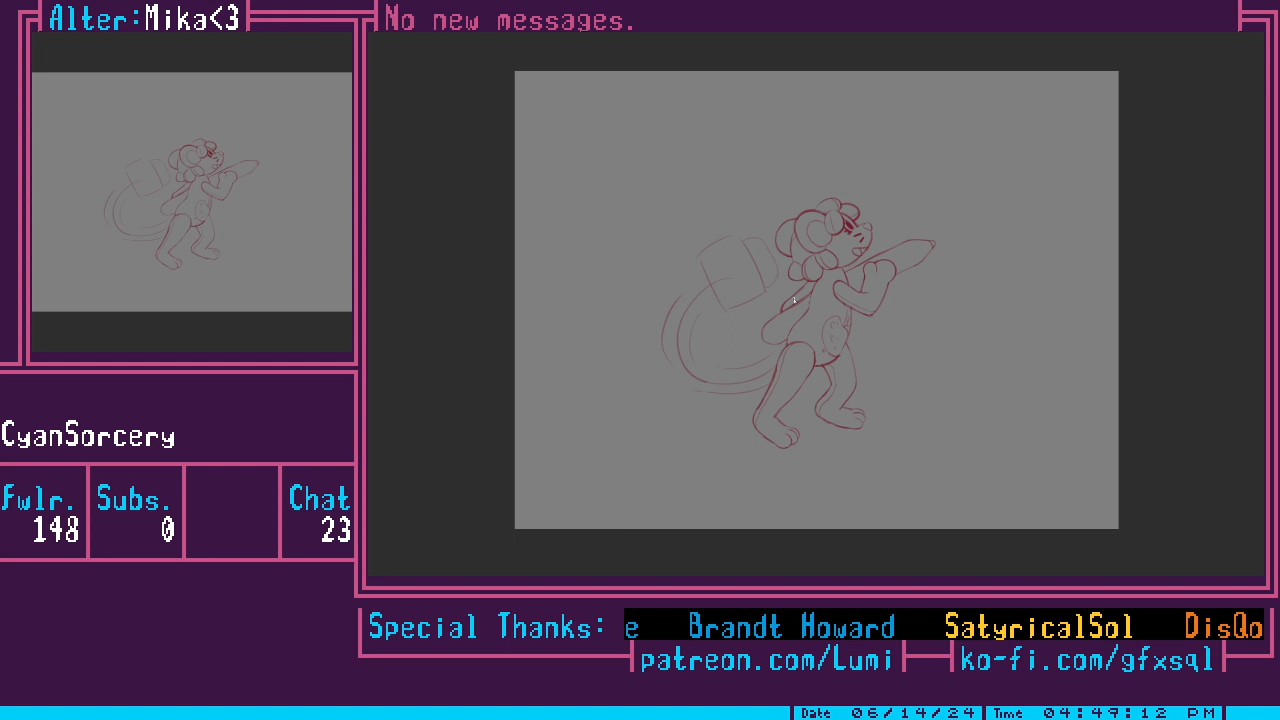 Alter:Mika<3
No new messages.
CyanSorcery
Fwlr.
148
Subs.
0
Chat
23
Special Thanks: e Brandt Howard SatyricalSol DisQo
patreon.com/Lumi
ko-fi.com/gfxsql
Date 06/14/24 Time 04:49:12 PM